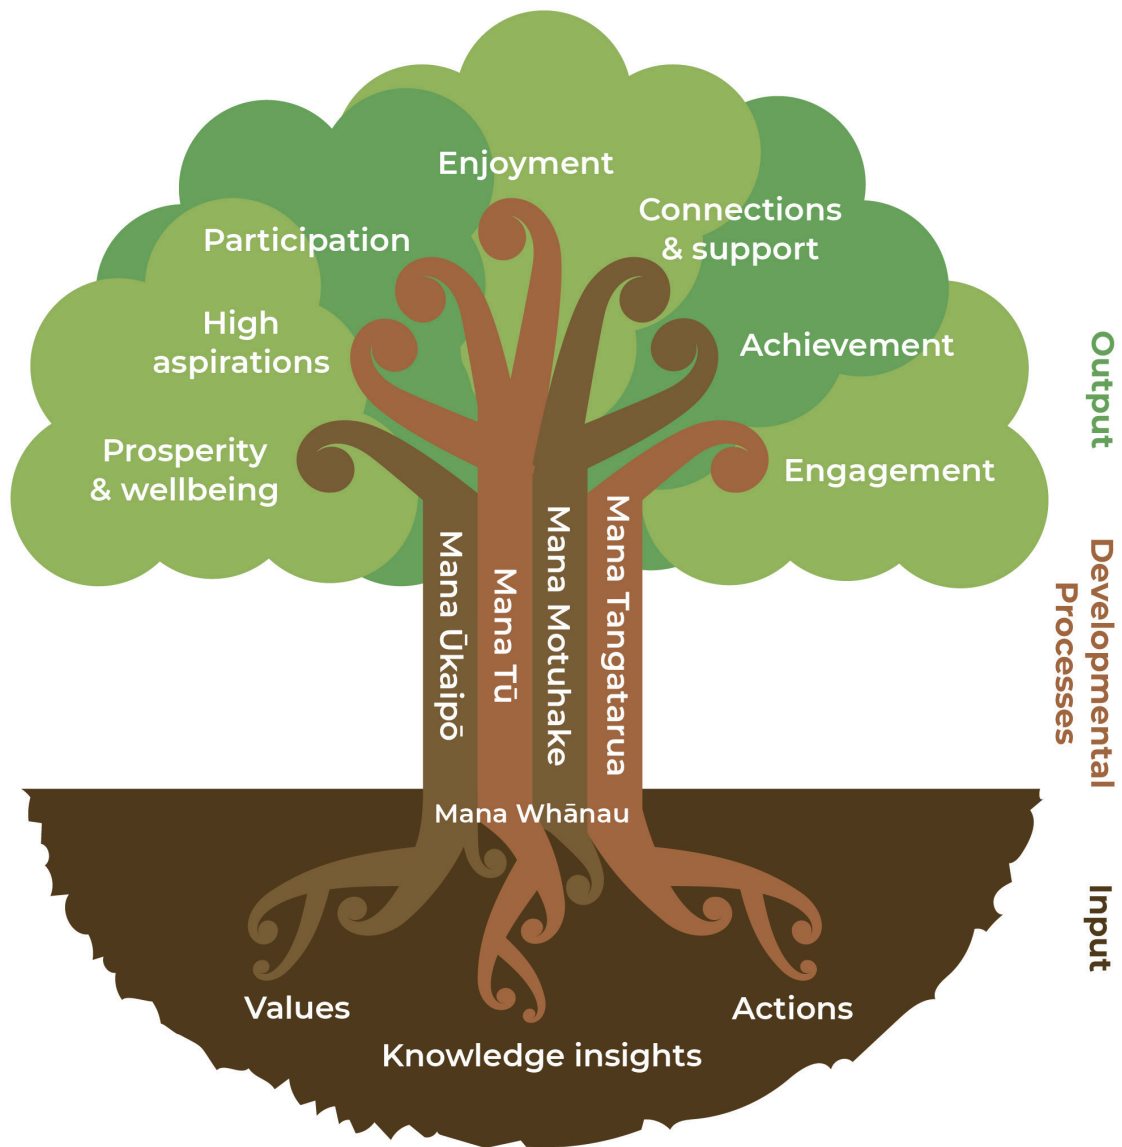 Enjoyment
Connections
& support
Participation
High
aspirations
Achievement
Prosperity
& wellbeing
Engagement
Output
Mana Ūkaipō
Mana Tū
Mana Motuhake
Mana Tangatarua
Developmental
Processes
Mana Whānau
Input
Values
Actions
Knowledge insights